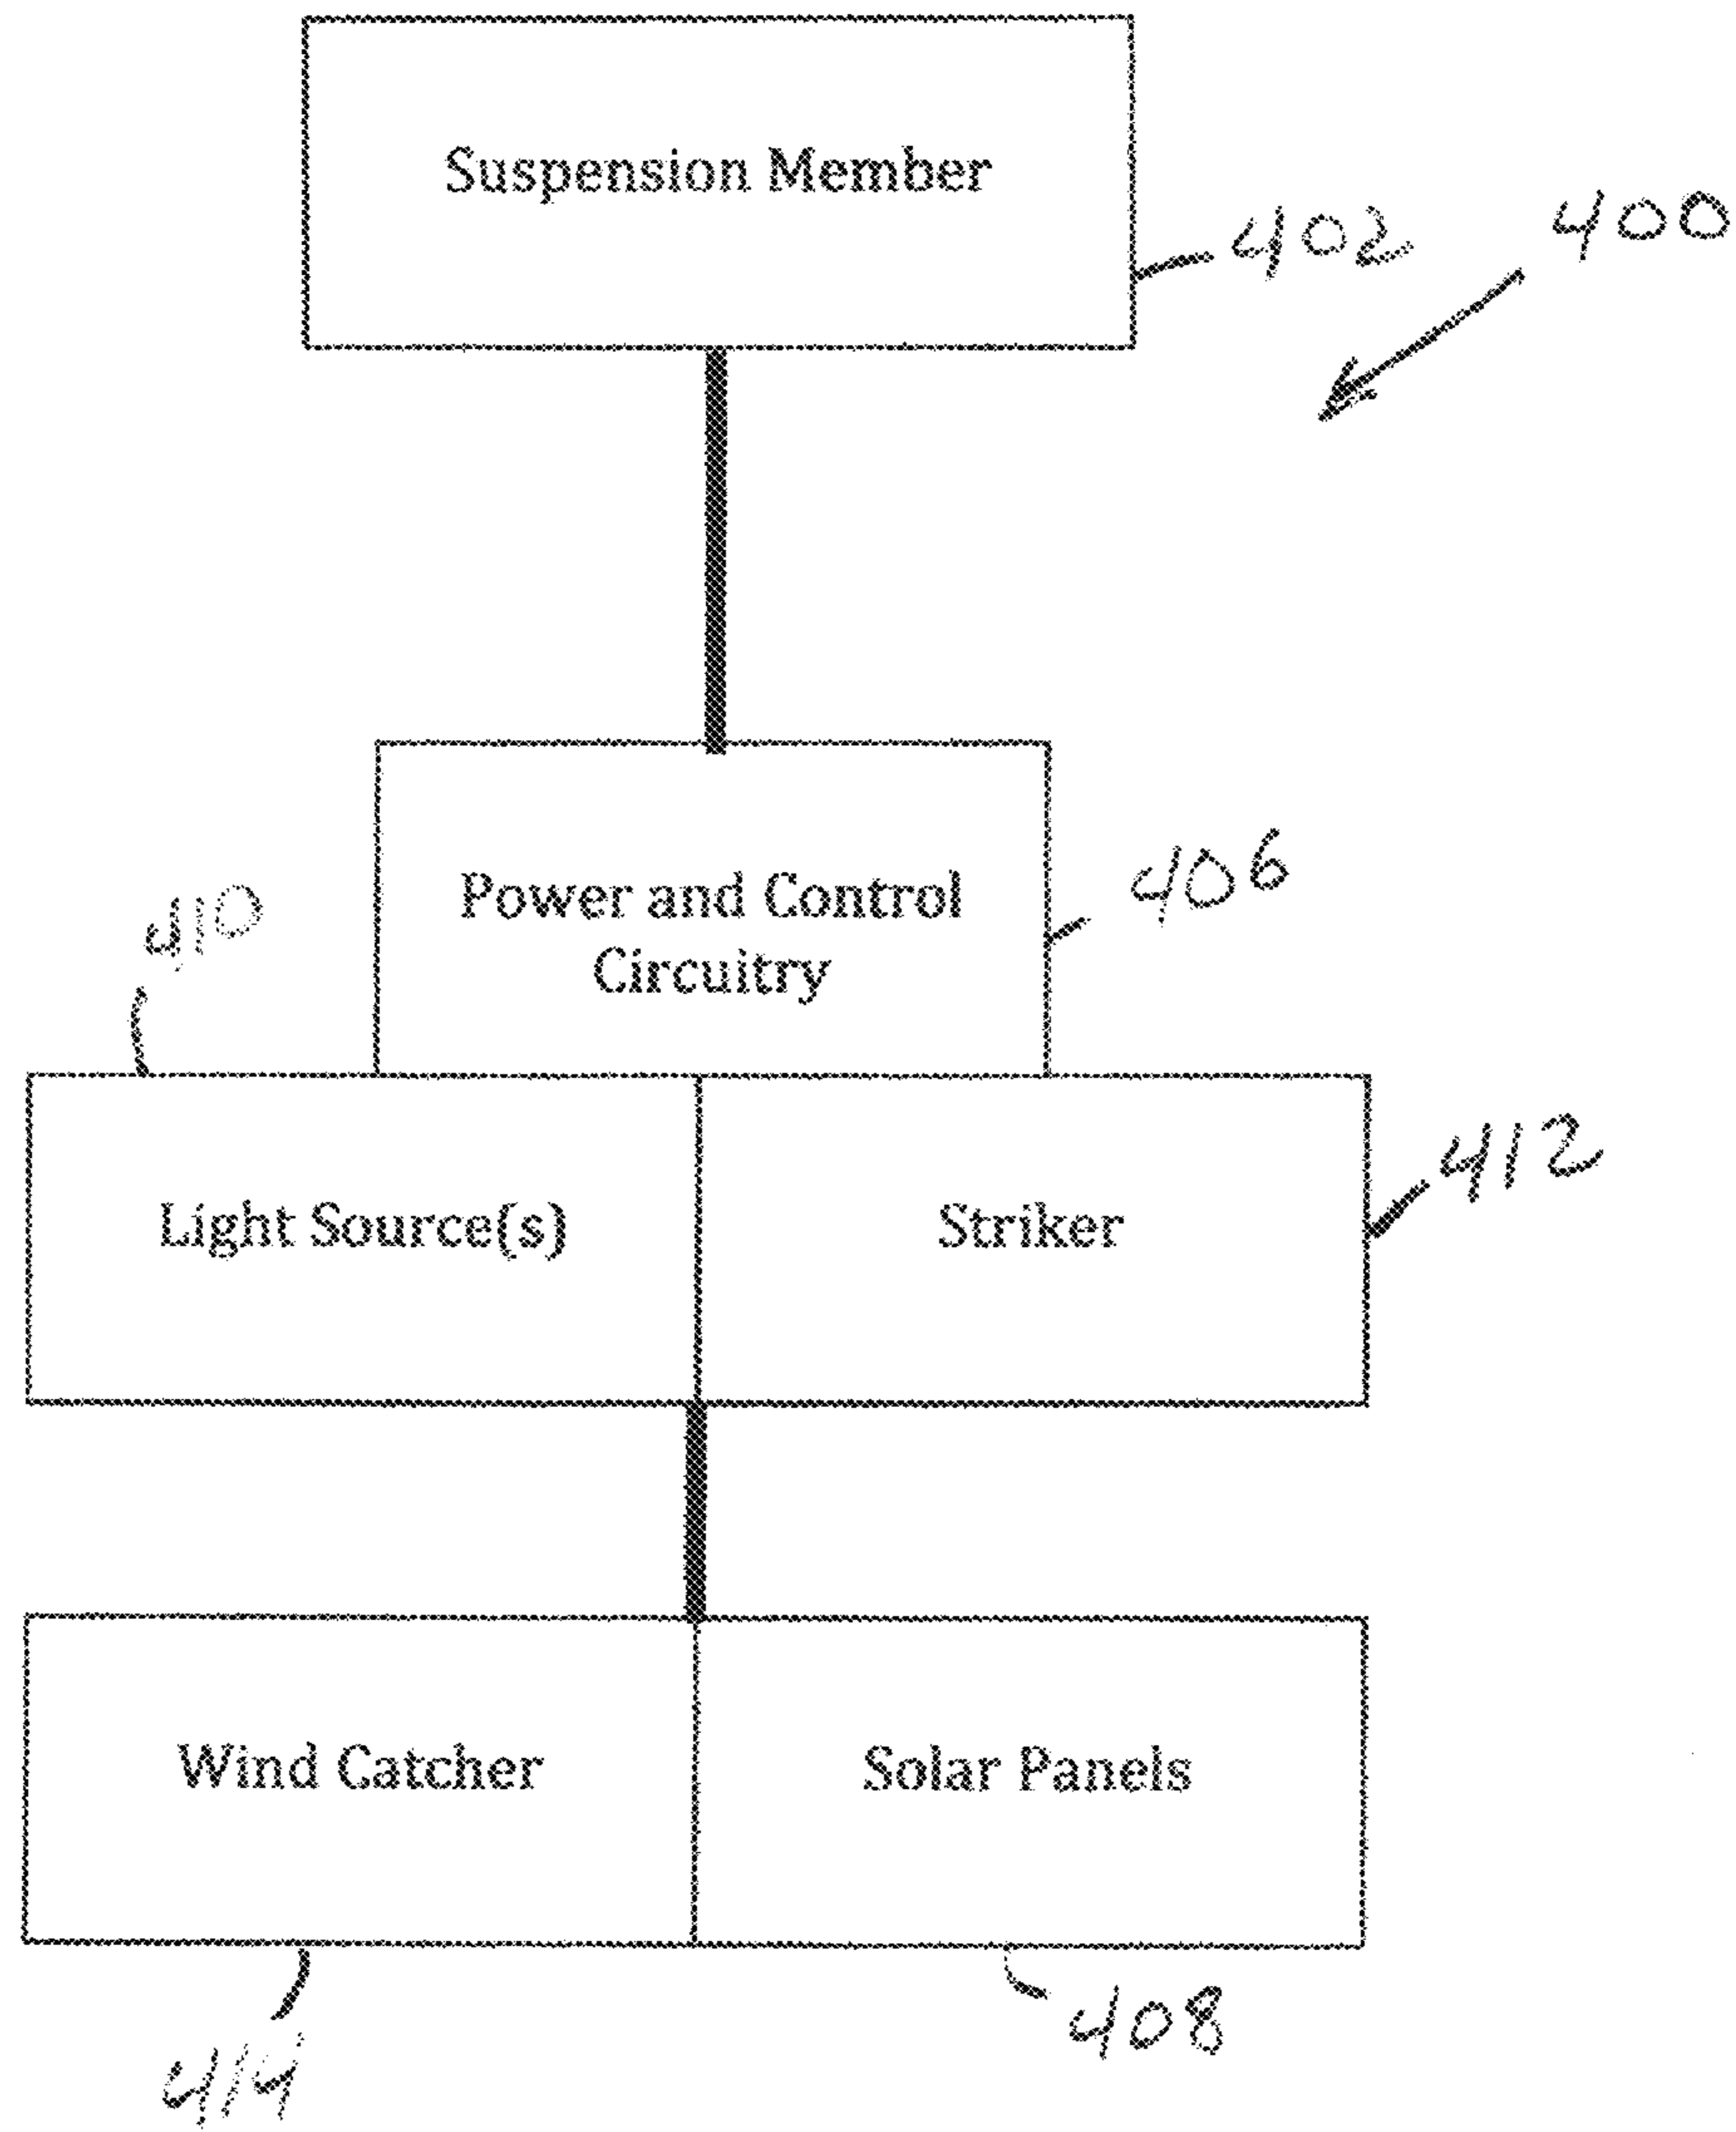 Suspension Member
402
400
Power and Control
Circuitry
406
410
Light Source(s)
Striker
412
Wind Catcher
Solar Panels
414
408